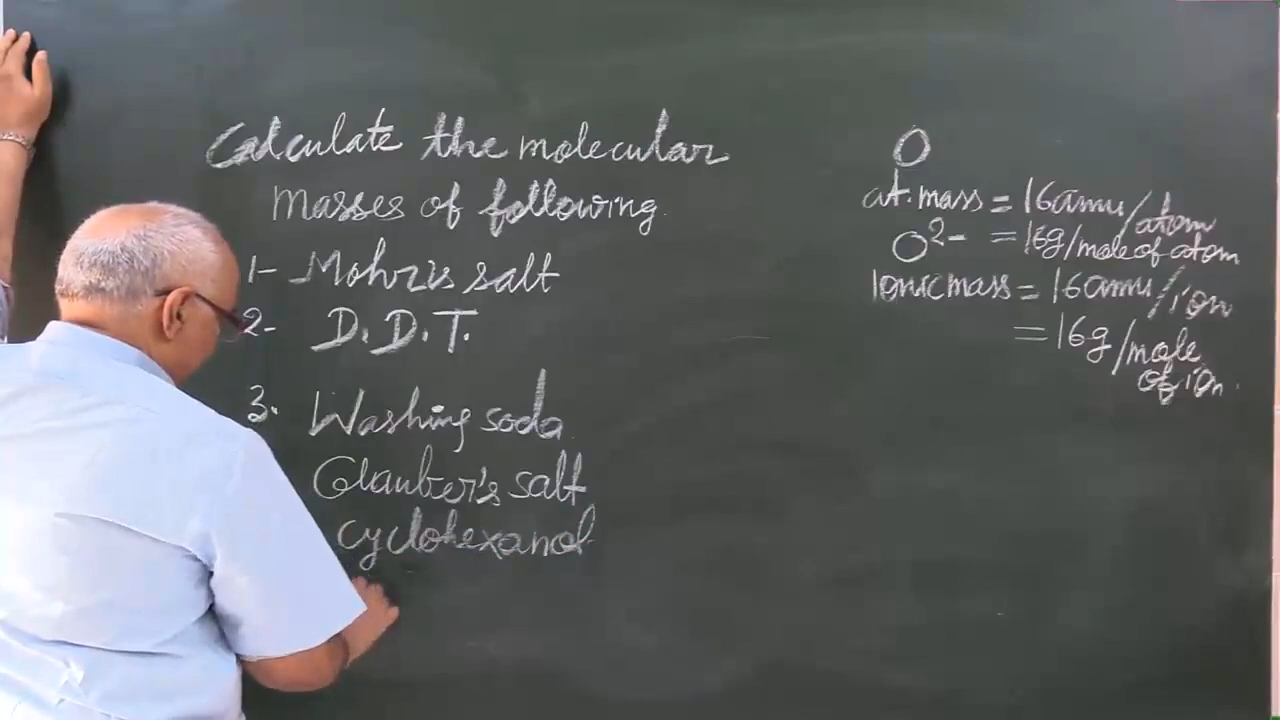 Calculate the molecular
masses of following
1- Mohr's salt
2- D.D.T.
3. Washing soda
Glauber's salt
Cyclohexanol
O
at. mass = 16amu/atom
= 16g/mole of atom
O2-
Ionic mass = 16amu/ion
= 16g/mole
of ion.